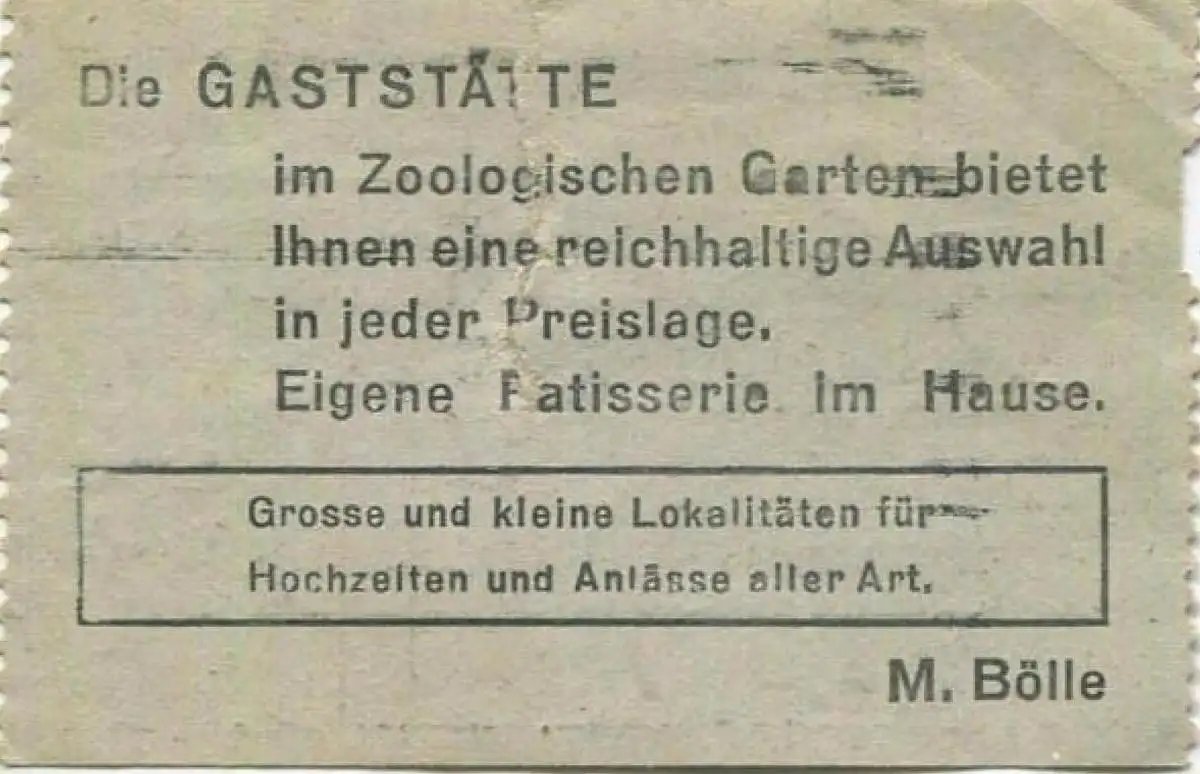 Die GASTSTÄTTE
im Zoologischen Garten bietet
Ihnen eine reichhaltige Auswahl
in jeder Preislage.
Eigene Patisserie im Hause.
Grosse und kleine Lokalitäten für
Hochzeiten und Anlässe aller Art.
M. Bölle